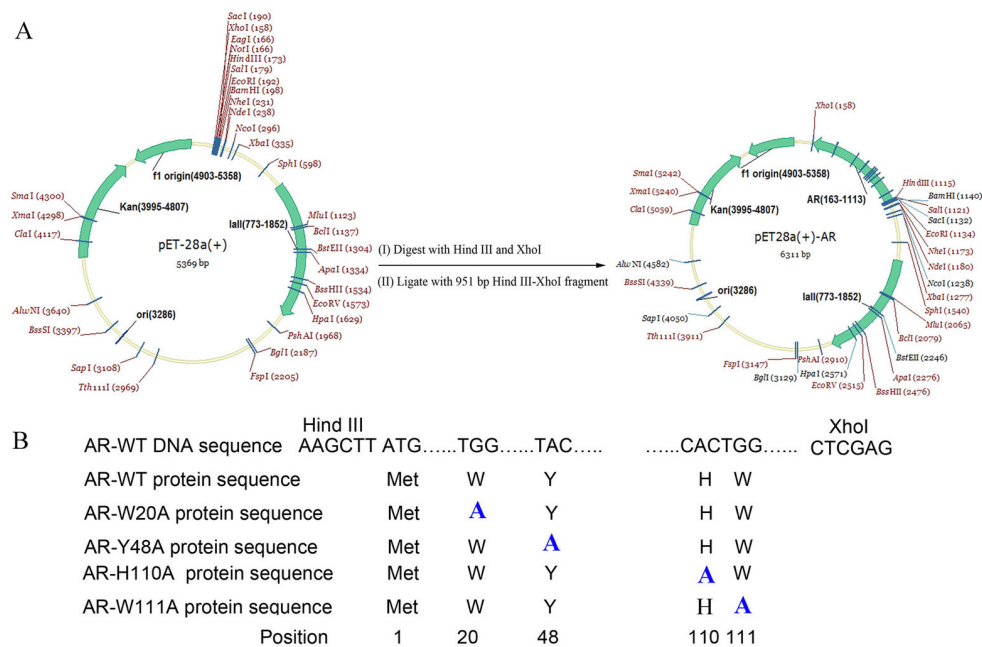 A
SacI (190)
XhoI (158)
EagI (166)
NotI (166)
HindIII (173)
SalI (179)
EcoRI (192)
BamHI (198)
NheI (231)
NdeI (238)
NcoI (296)
XbaI (335)
SphI (598)
MluI (1123)
BclI (1137)
BstEII (1304)
ApaI (1334)
BssHII (1534)
EcoRV (1573)
HpaI (1629)
PshAI (1968)
BglI (2187)
FspI (2205)
Tth111I (2969)
SapI (3108)
BssSI (3397)
AlwNI (3640)
ClaI (4117)
XmaI (4298)
SmaI (4300)
f1 origin(4903-5358)
Kan(3995-4807)
laII(773-1852)
ori(3286)
pET-28a(+)
5369 bp
(I) Digest with Hind III and XhoI
(II) Ligate with 951 bp Hind III-XhoI fragment
XhoI (158)
HindIII (1115)
BamHI (1140)
SalI (1121)
SacI (1132)
EcoRI (1134)
NheI (1173)
NdeI (1180)
NcoI (1238)
XbaI (1277)
SphI (1540)
MluI (2065)
BclI (2079)
BstEII (2246)
ApaI (2276)
BssHII (2476)
EcoRV (2515)
HpaI (2571)
PshAI (2910)
BglI (3129)
FspI (3147)
Tth111I (3911)
SapI (4050)
BssSI (4339)
AlwNI (4582)
ClaI (5059)
XmaI (5240)
SmaI (5242)
f1 origin(4903-5358)
Kan(3995-4807)
AR(163-1113)
laII(773-1852)
ori(3286)
pET28a(+)-AR
6311 bp
B
Hind III
XhoI
AR-WT DNA sequence AAGCTT ATG......TGG......TAC..... ......CACTGG...... CTCGAG
AR-WT protein sequence Met W Y H W
AR-W20A protein sequence Met A Y H W
AR-Y48A protein sequence Met W A H W
AR-H110A protein sequence Met W Y A W
AR-W111A protein sequence Met W Y H A
Position 1 20 48 110 111